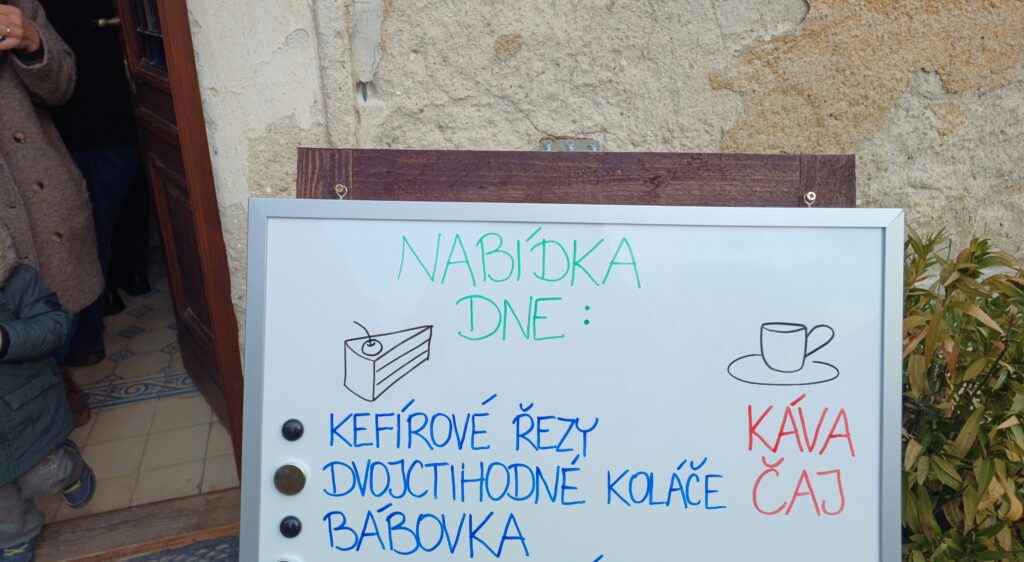 NABÍDKA
DNE :
KEFÍROVÉ ŘEZY
DVOJCTIHODNÉ KOLÁČE
BÁBOVKA
KÁVA
ČAJ